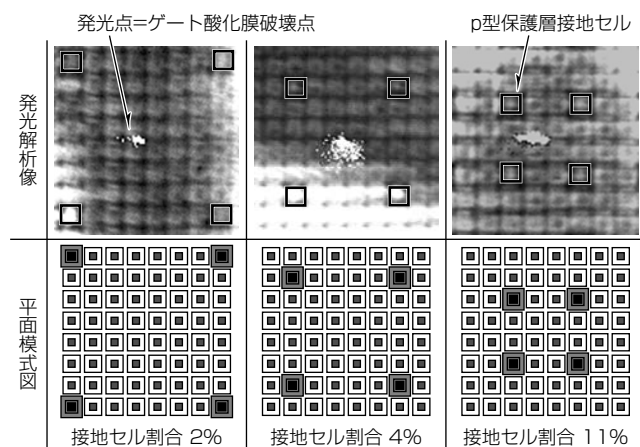 発光点=ゲート酸化膜破壊点
p型保護層接地セル
発光解析像
平面模式図
接地セル割合 2%
接地セル割合 4%
接地セル割合 11%